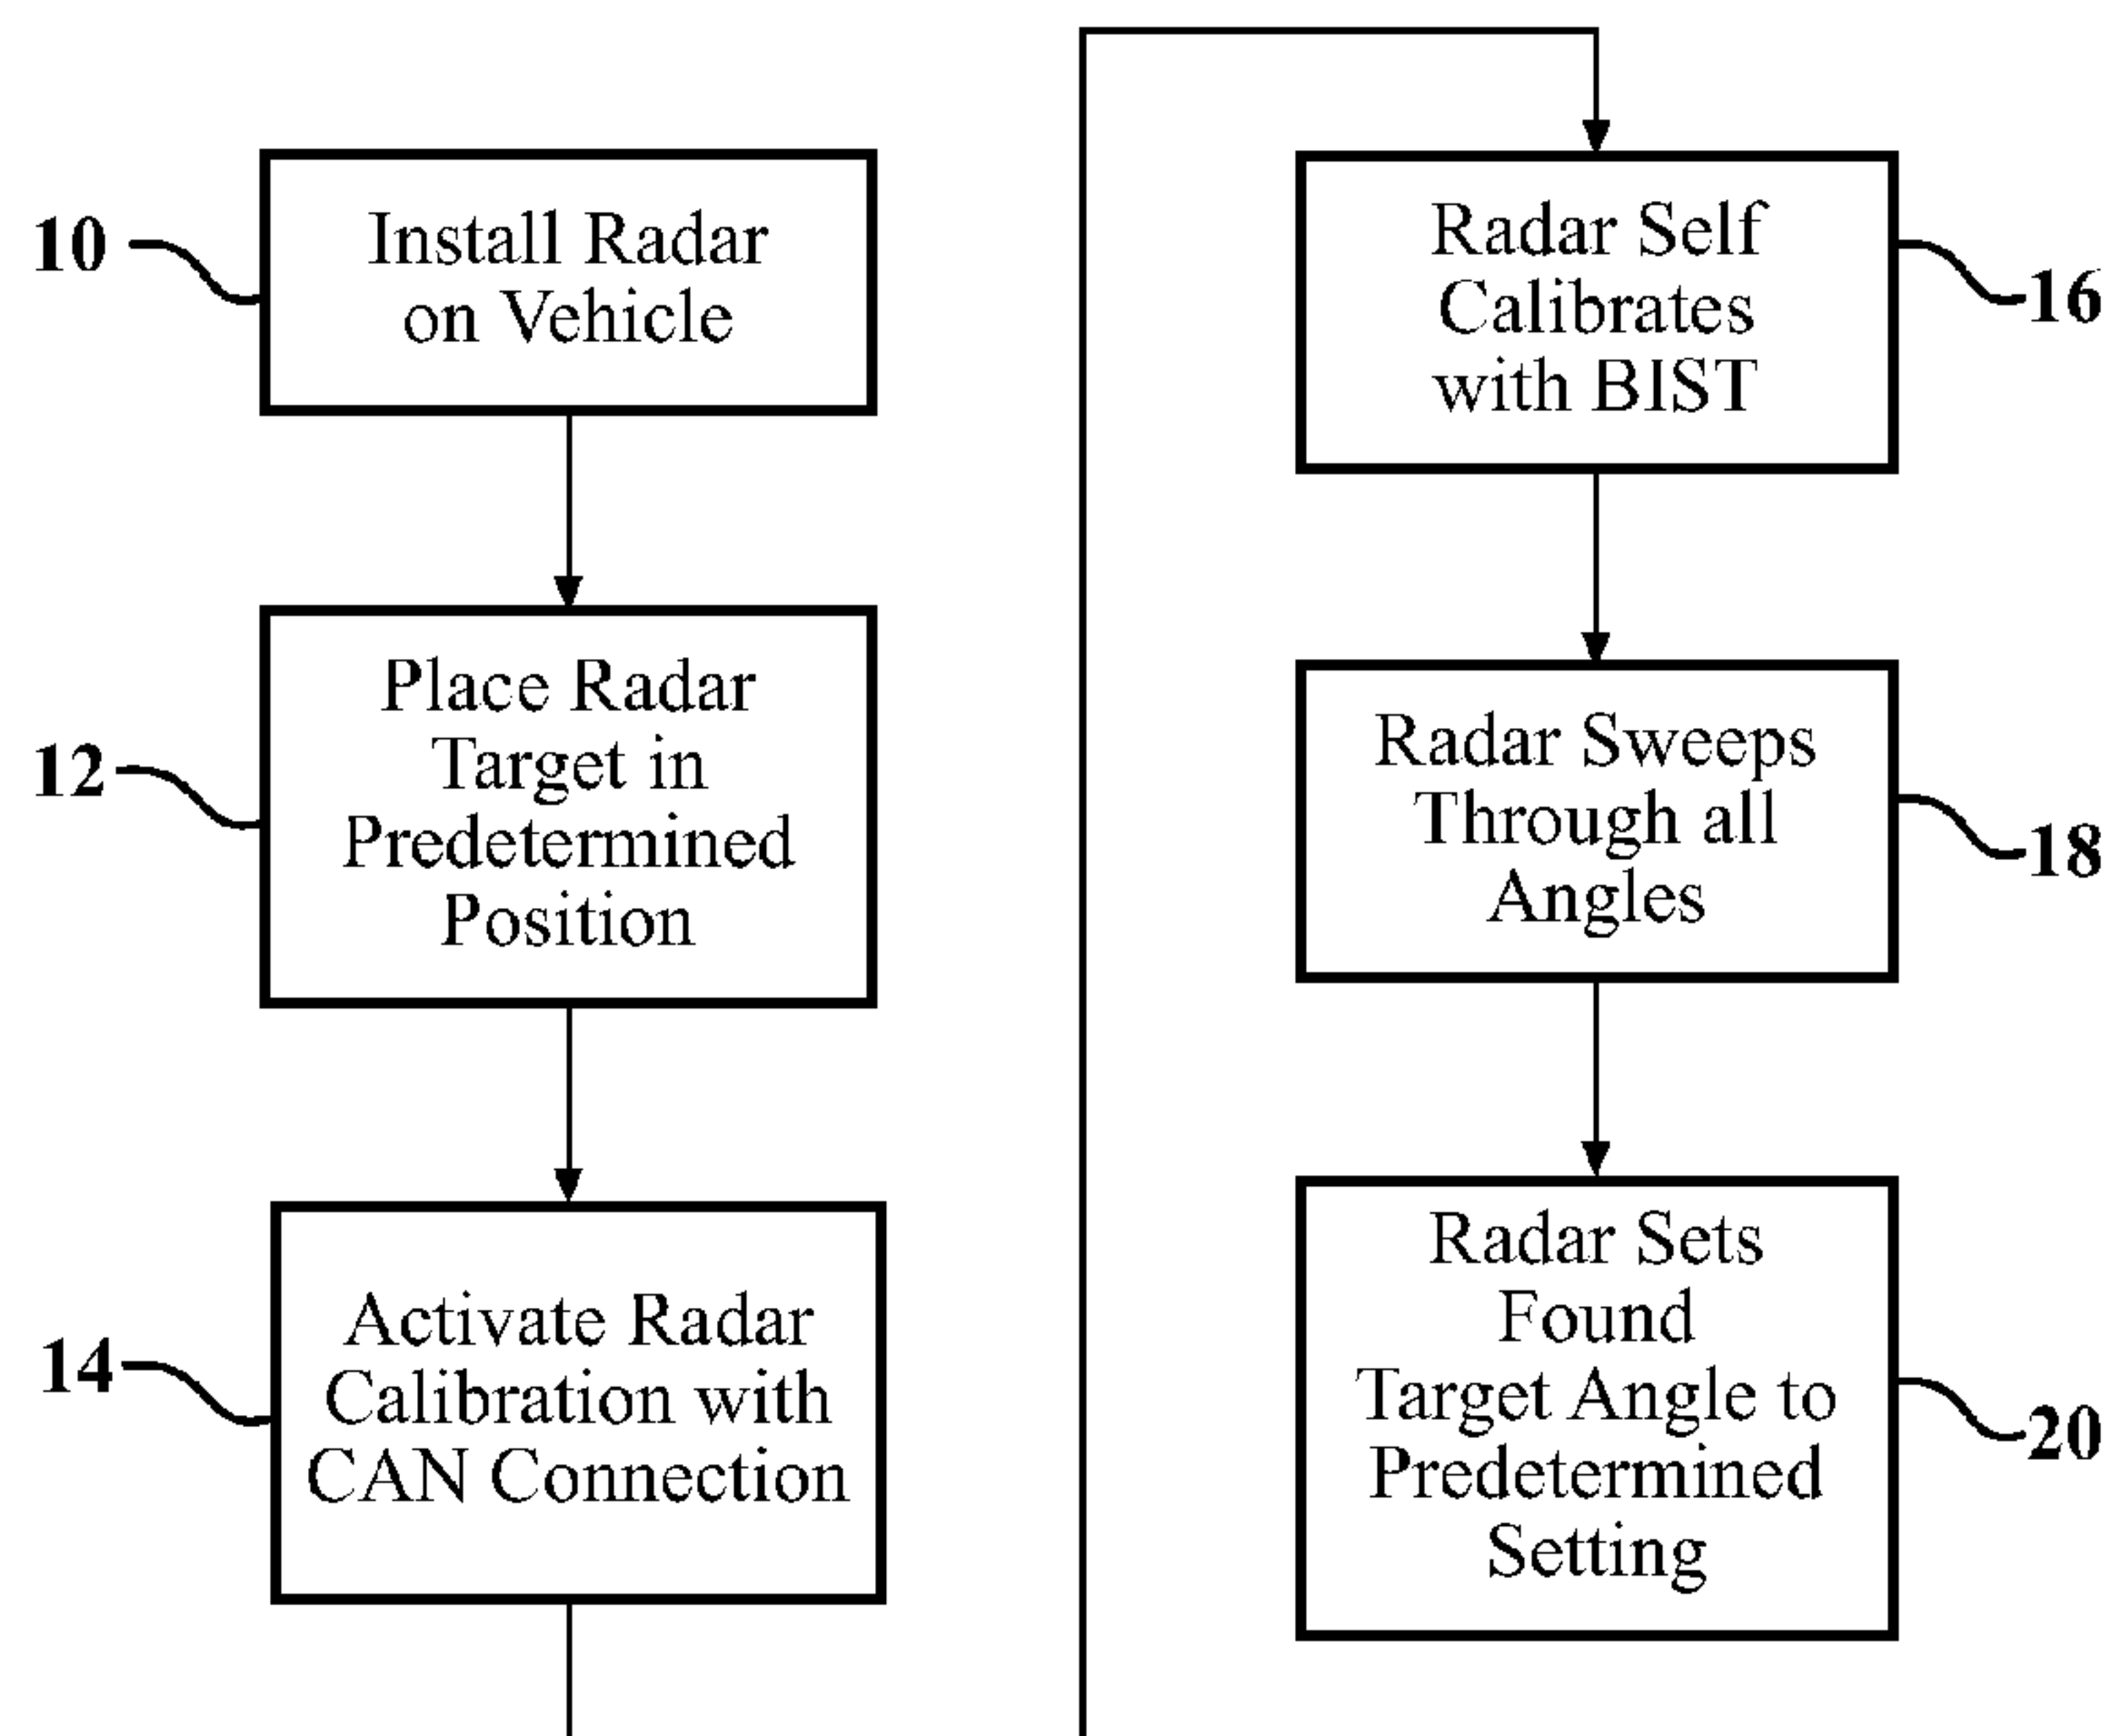 10
Install Radar
on Vehicle
12
Place Radar
Target in
Predetermined
Position
14
Activate Radar
Calibration with
CAN Connection
Radar Self
Calibrates
with BIST
16
Radar Sweeps
Through all
Angles
18
Radar Sets
Found
Target Angle to
Predetermined
Setting
20